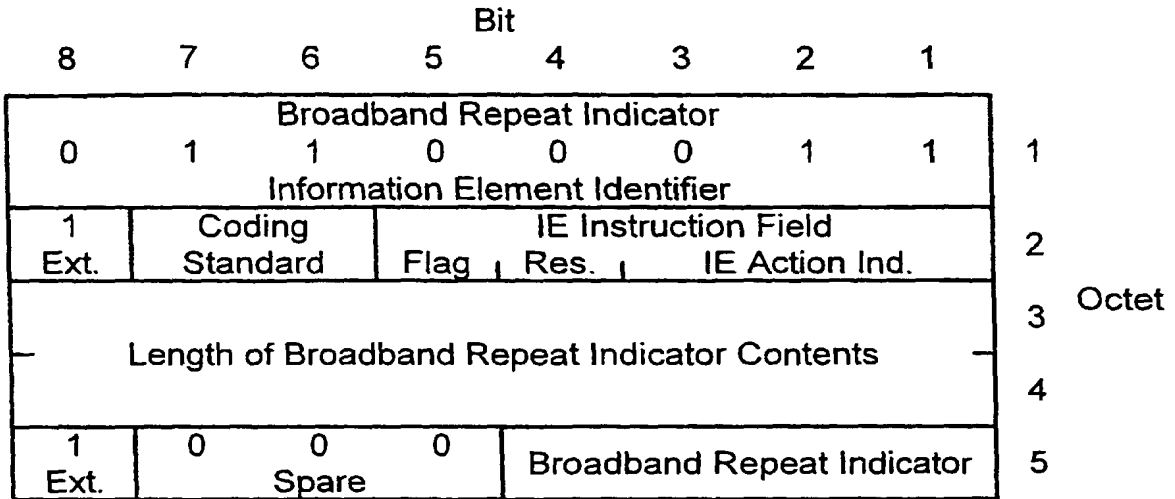 Bit
8 7 6 5 4 3 2 1
Broadband Repeat Indicator
0 1 1 0 0 0 1 1 1
Information Element Identifier
1 Coding IE Instruction Field
Ext. Standard Flag Res. IE Action Ind. 2
3 Octet
Length of Broadband Repeat Indicator Contents
4
1 0 0 0
Ext. Spare Broadband Repeat Indicator 5